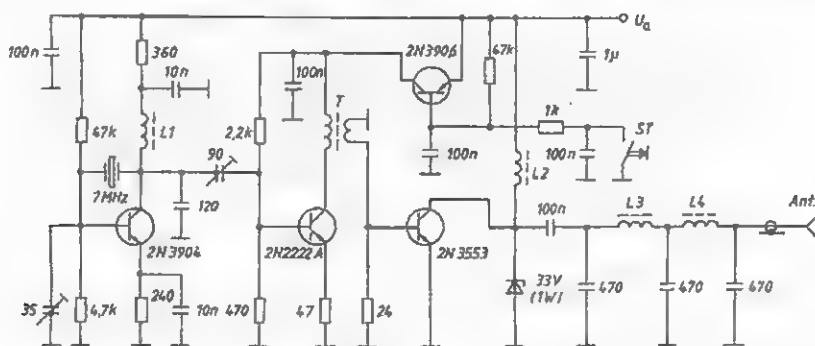 100n
360
10n
47k
L1
7MHz
2N3904
35
4,7k
240
10n
120
90
2,2k
100n
T
2N2222A
470
47
24
2N3906
47k
Ua
1µ
1k
100n
100n
ST
L2
100n
2N3553
33V
(1W)
L3
L4
Ant.
470
470
470